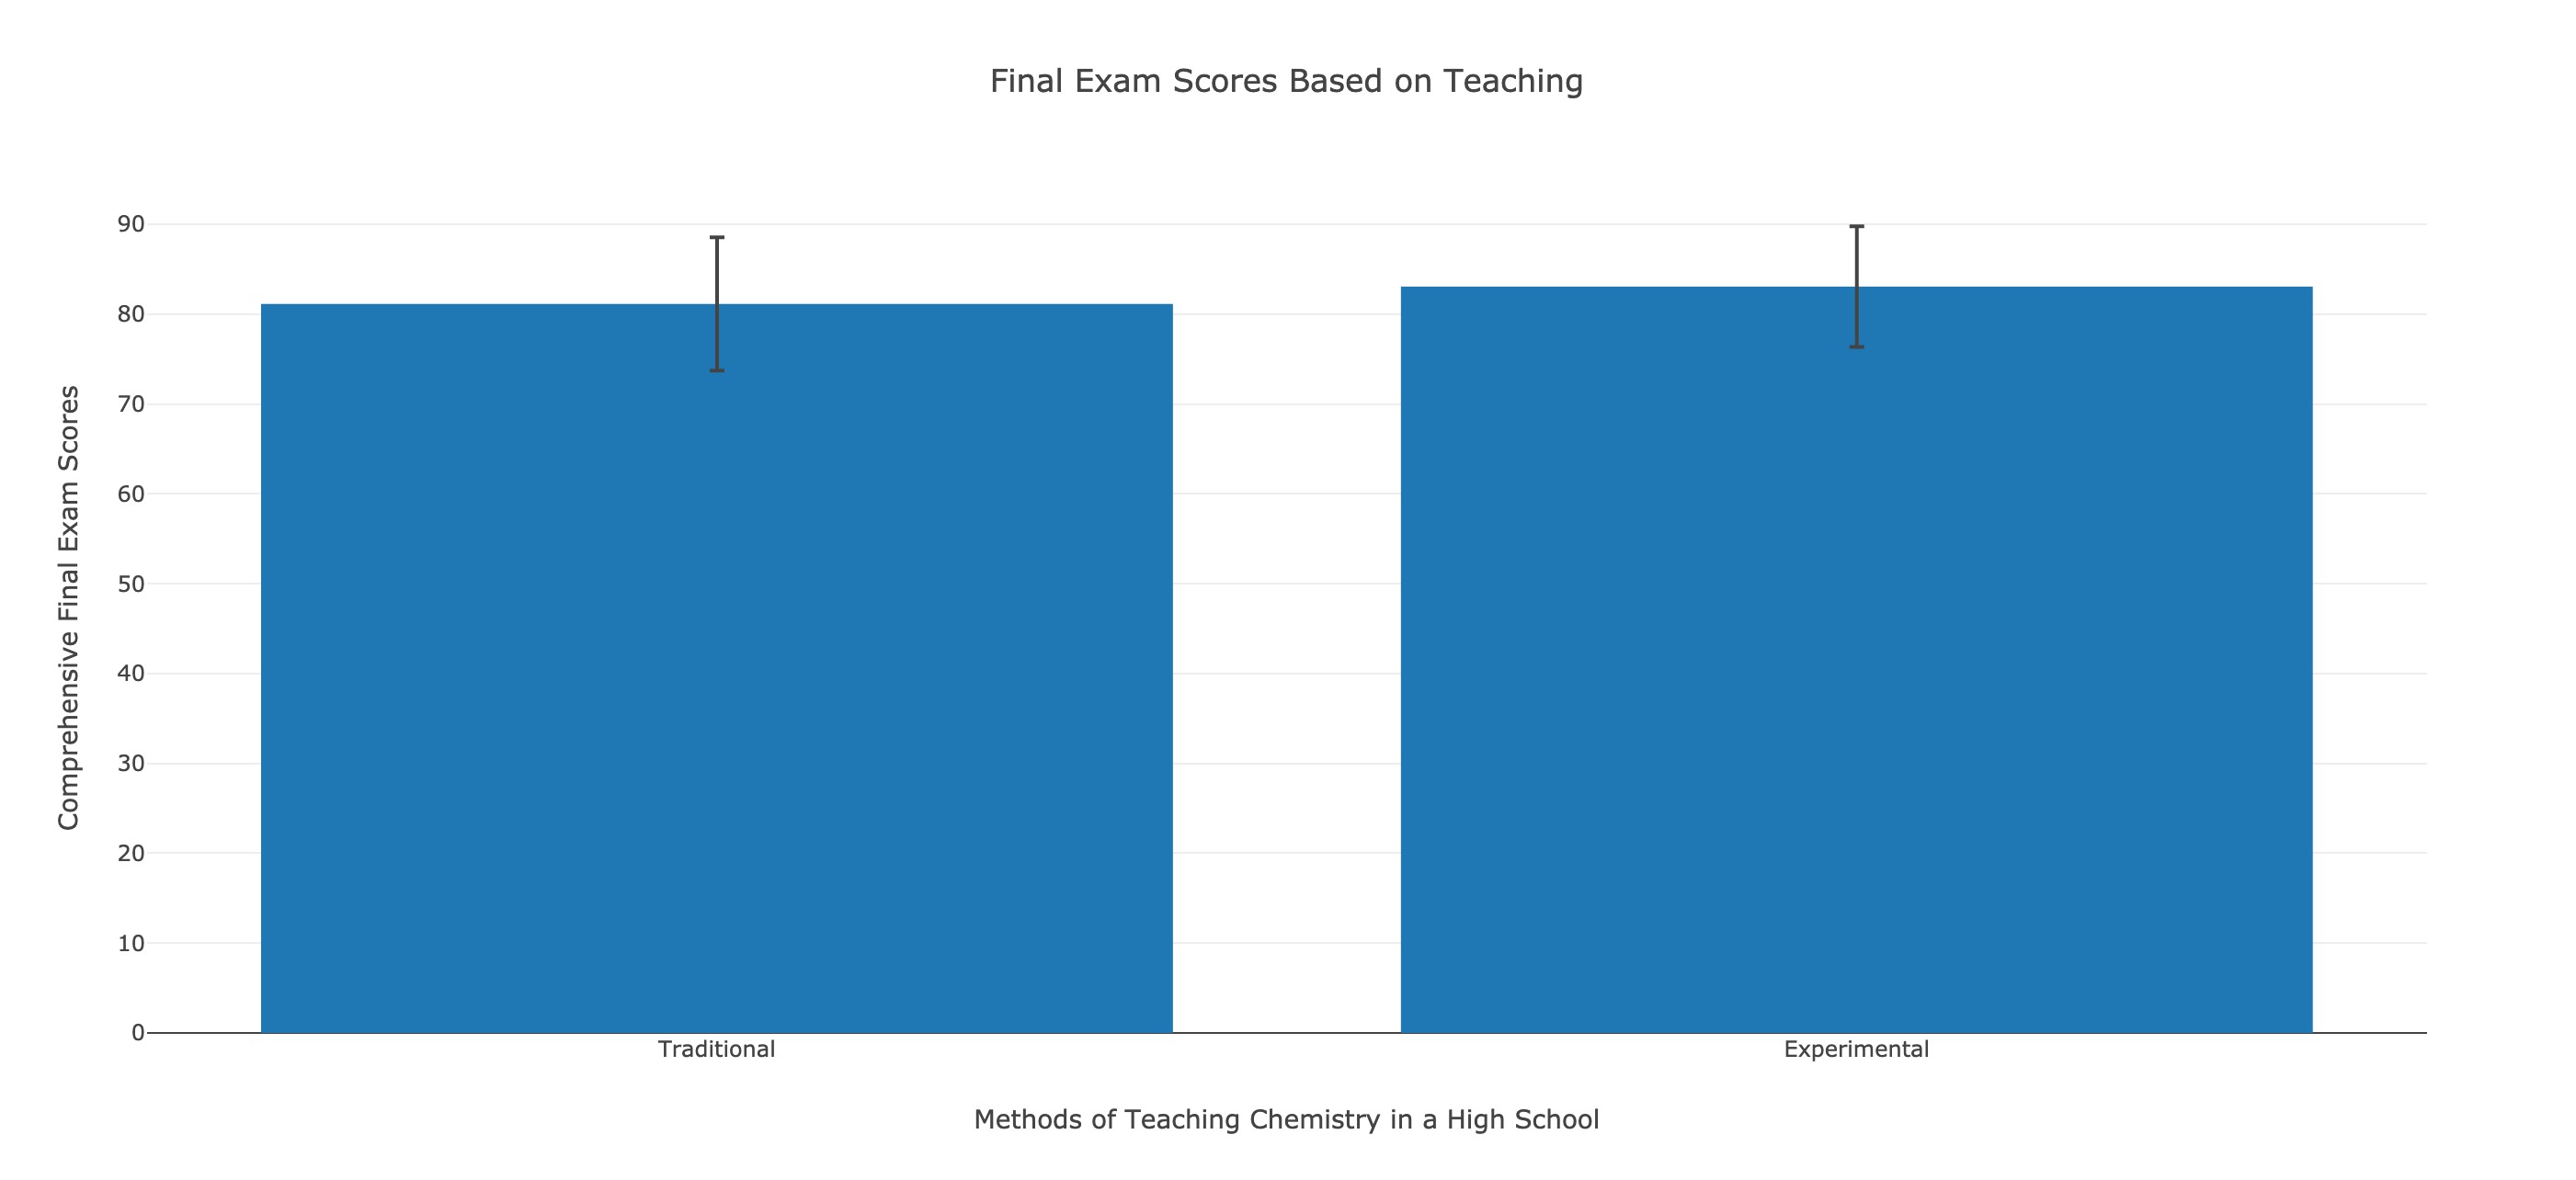 Final Exam Scores Based on Teaching
Comprehensive Final Exam Scores
90
80
70
60
50
40
30
20
10
0
Traditional
Experimental
Methods of Teaching Chemistry in a High School